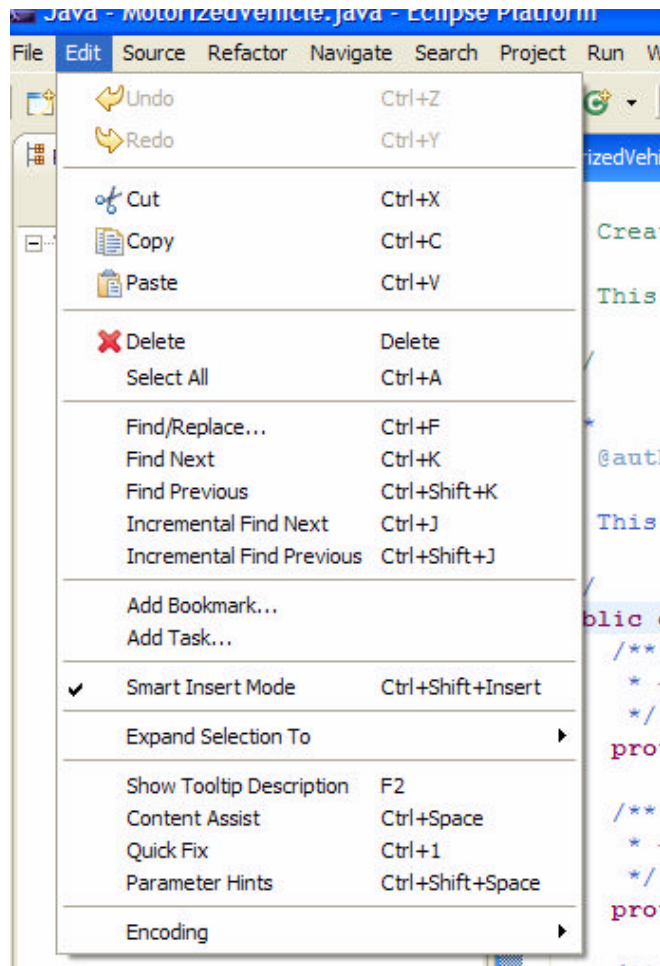 Java - MotorizedVehicle.java - Eclipse Platform
File Edit Source Refactor Navigate Search Project Run
Undo Ctrl+Z
Redo Ctrl+Y
Cut Ctrl+X
Copy Ctrl+C
Paste Ctrl+V
Delete Delete
Select All Ctrl+A
Find/Replace... Ctrl+F
Find Next Ctrl+K
Find Previous Ctrl+Shift+K
Incremental Find Next Ctrl+J
Incremental Find Previous Ctrl+Shift+J
Add Bookmark...
Add Task...
Smart Insert Mode Ctrl+Shift+Insert
Expand Selection To
Show Tooltip Description F2
Content Assist Ctrl+Space
Quick Fix Ctrl+1
Parameter Hints Ctrl+Shift+Space
Encoding
rizedVehi
Crea
This
/
*
@aut
This
/
blic
/**
*
*/
pro
/**
*
*/
pro